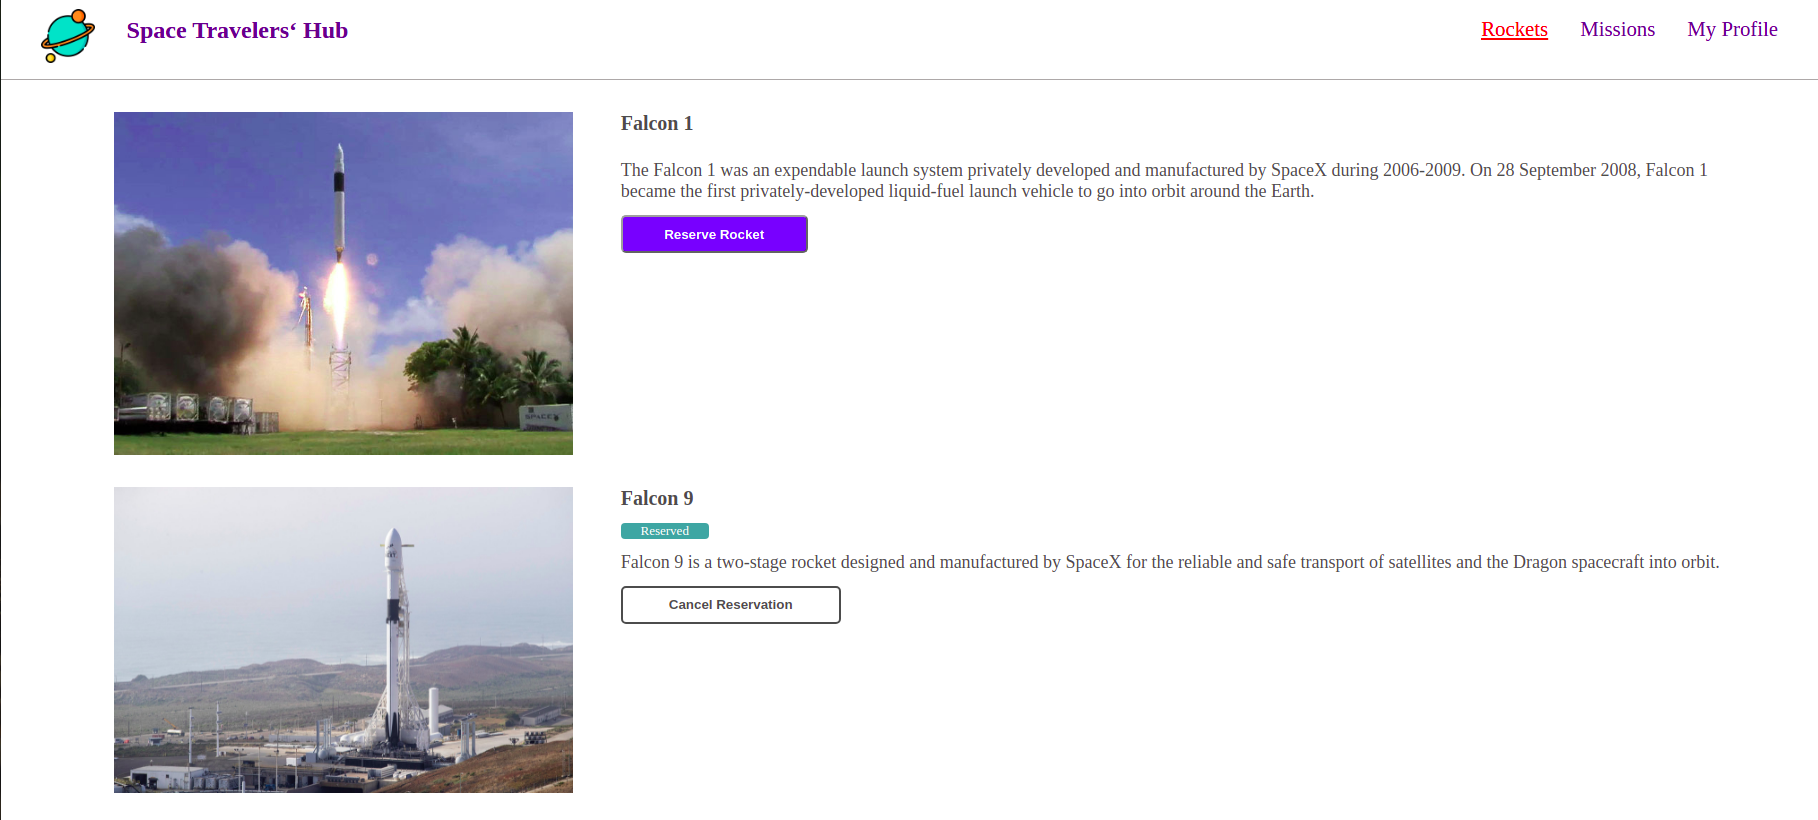 Space Travelers‘ Hub
Rockets
Missions
My Profile
Falcon 1
The Falcon 1 was an expendable launch system privately developed and manufactured by SpaceX during 2006-2009. On 28 September 2008, Falcon 1
became the first privately-developed liquid-fuel launch vehicle to go into orbit around the Earth.
Reserve Rocket
SPACEX
Falcon 9
Reserved
Falcon 9 is a two-stage rocket designed and manufactured by SpaceX for the reliable and safe transport of satellites and the Dragon spacecraft into orbit.
Cancel Reservation